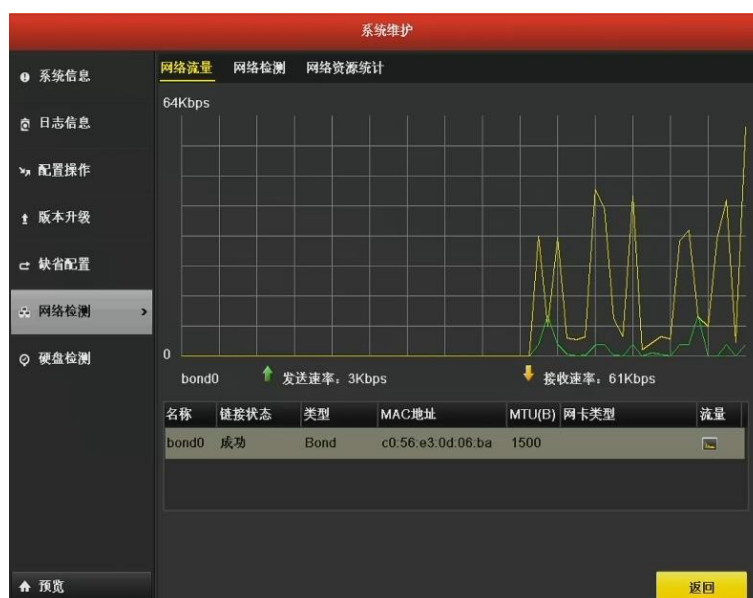 系统维护
系统信息
日志信息
配置操作
版本升级
缺省配置
网络检测
硬盘检测
预览
网络流量 网络检测 网络资源统计
64Kbps
0
bond0 发送速率：3Kbps 接收速率：61Kbps
名称 链接状态 类型 MAC地址 MTU(B) 网卡类型 流量
bond0 成功 Bond c0:56:e3:0d:06:ba 1500
返回